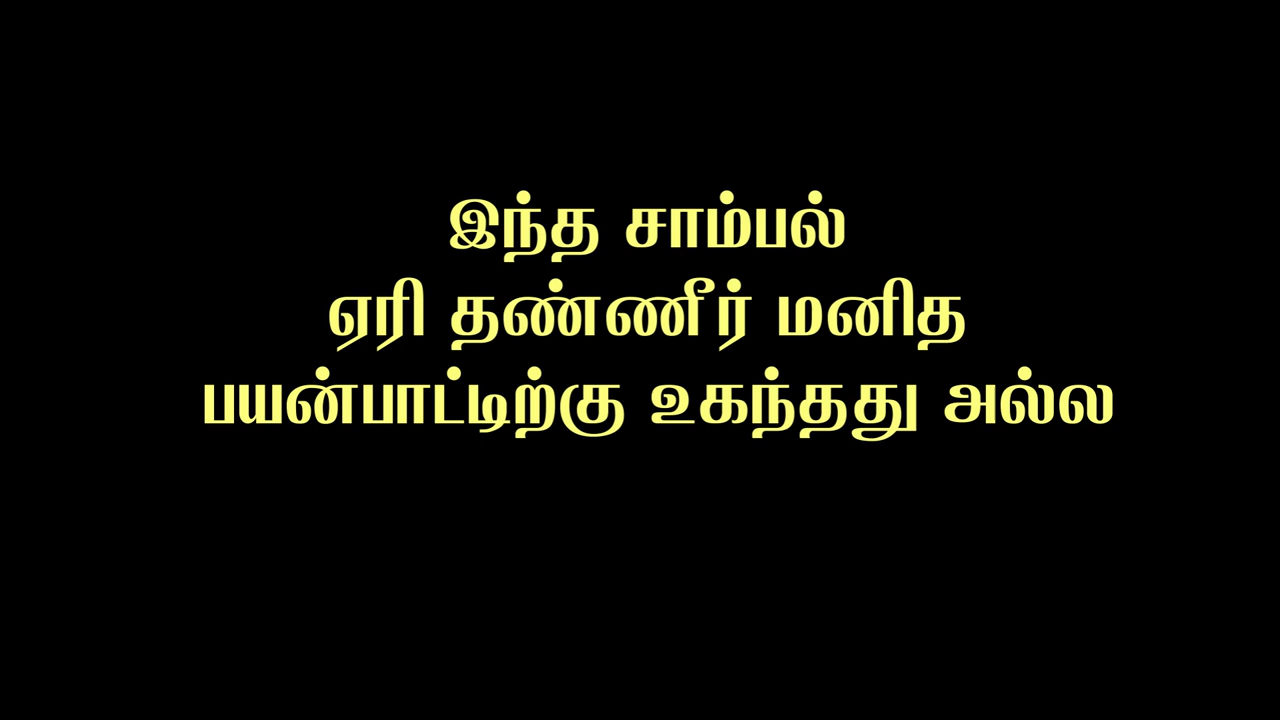 இந்த சாம்பல்
ஏரி தண்ணீர் மனித
பயன்பாட்டிற்கு உகந்தது அல்ல